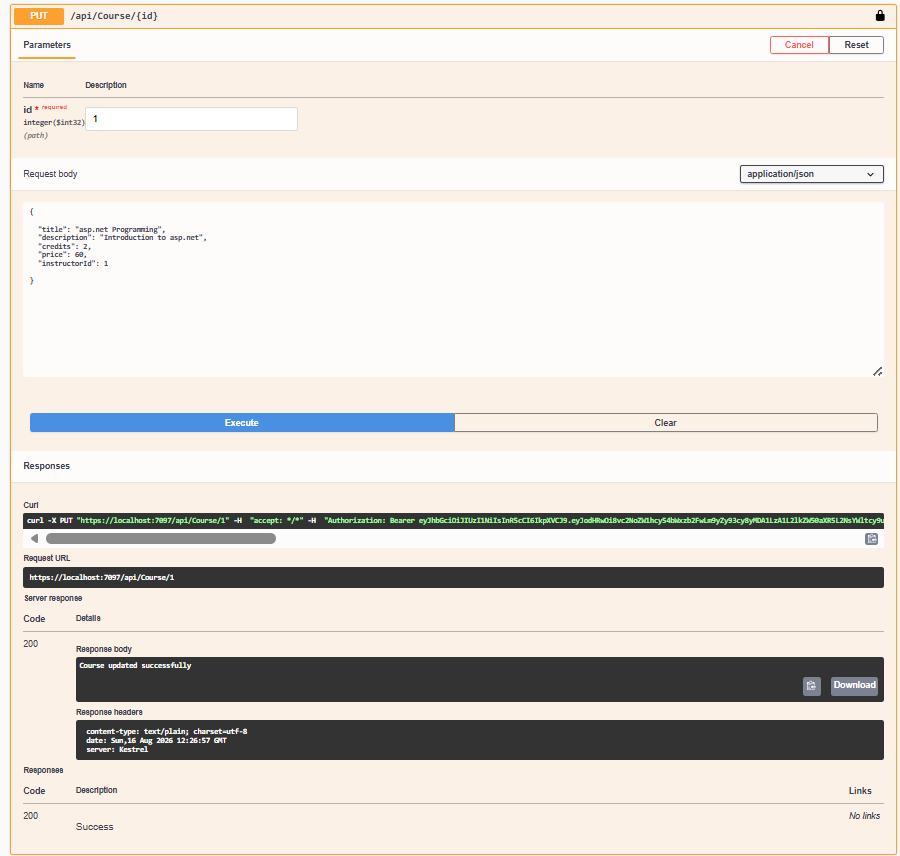 PUT /api/Course/{id}
Parameters
Cancel Reset
Name Description
id * required
integer($int32)
(path)
1
Request body
application/json
{
"title": "asp.net Programming",
"description": "Introduction to asp.net",
"credits": 2,
"price": 60,
"instructorId": 1
}
Execute Clear
Responses
Curl
curl -X PUT "https://localhost:7097/api/Course/1" -H "accept: */*" -H "Authorization: Bearer
Request URL
https://localhost:7097/api/Course/1
Server response
Code Details
200
Response body
Course updated successfully
Download
Response headers
content-type: text/plain; charset=utf-8
date: Sun,16 Aug 2026 12:26:57 GMT
server: Kestrel
Responses
Code Description Links
200
Success
No links